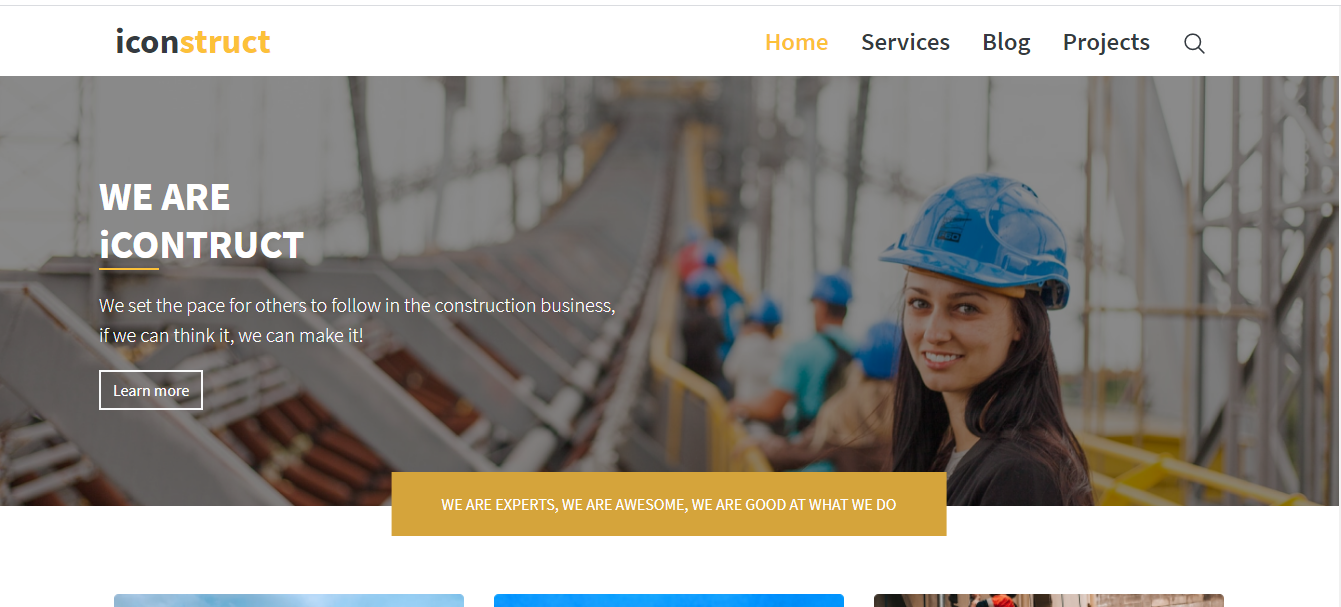 iconstruct
Home Services Blog Projects
WE ARE
iCONTRUCT
We set the pace for others to follow in the construction business,
if we can think it, we can make it!
Learn more
WE ARE EXPERTS, WE ARE AWESOME, WE ARE GOOD AT WHAT WE DO